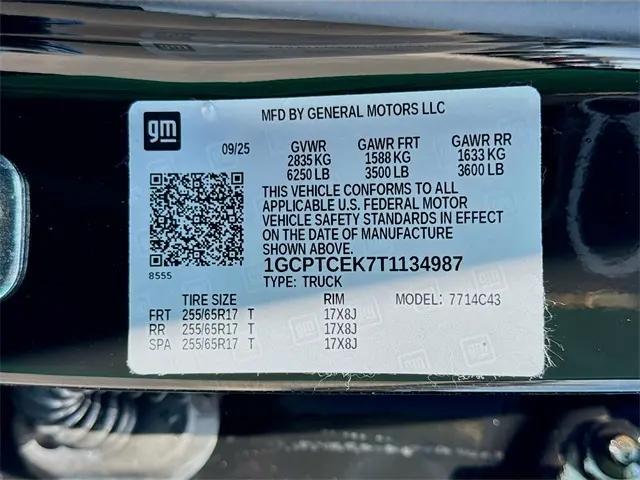 gm
MFD BY GENERAL MOTORS LLC
09/25
GVWR GAWR FRT GAWR RR
2835 KG 1588 KG 1633 KG
6250 LB 3500 LB 3600 LB
THIS VEHICLE CONFORMS TO ALL
APPLICABLE U.S. FEDERAL MOTOR
VEHICLE SAFETY STANDARDS IN EFFECT
ON THE DATE OF MANUFACTURE
SHOWN ABOVE.
8555
1GCPTCEK7T1134987
TYPE: TRUCK
TIRE SIZE RIM MODEL: 7714C43
FRT 255/65R17 T 17X8J
RR 255/65R17 T 17X8J
SPA 255/65R17 T 17X8J